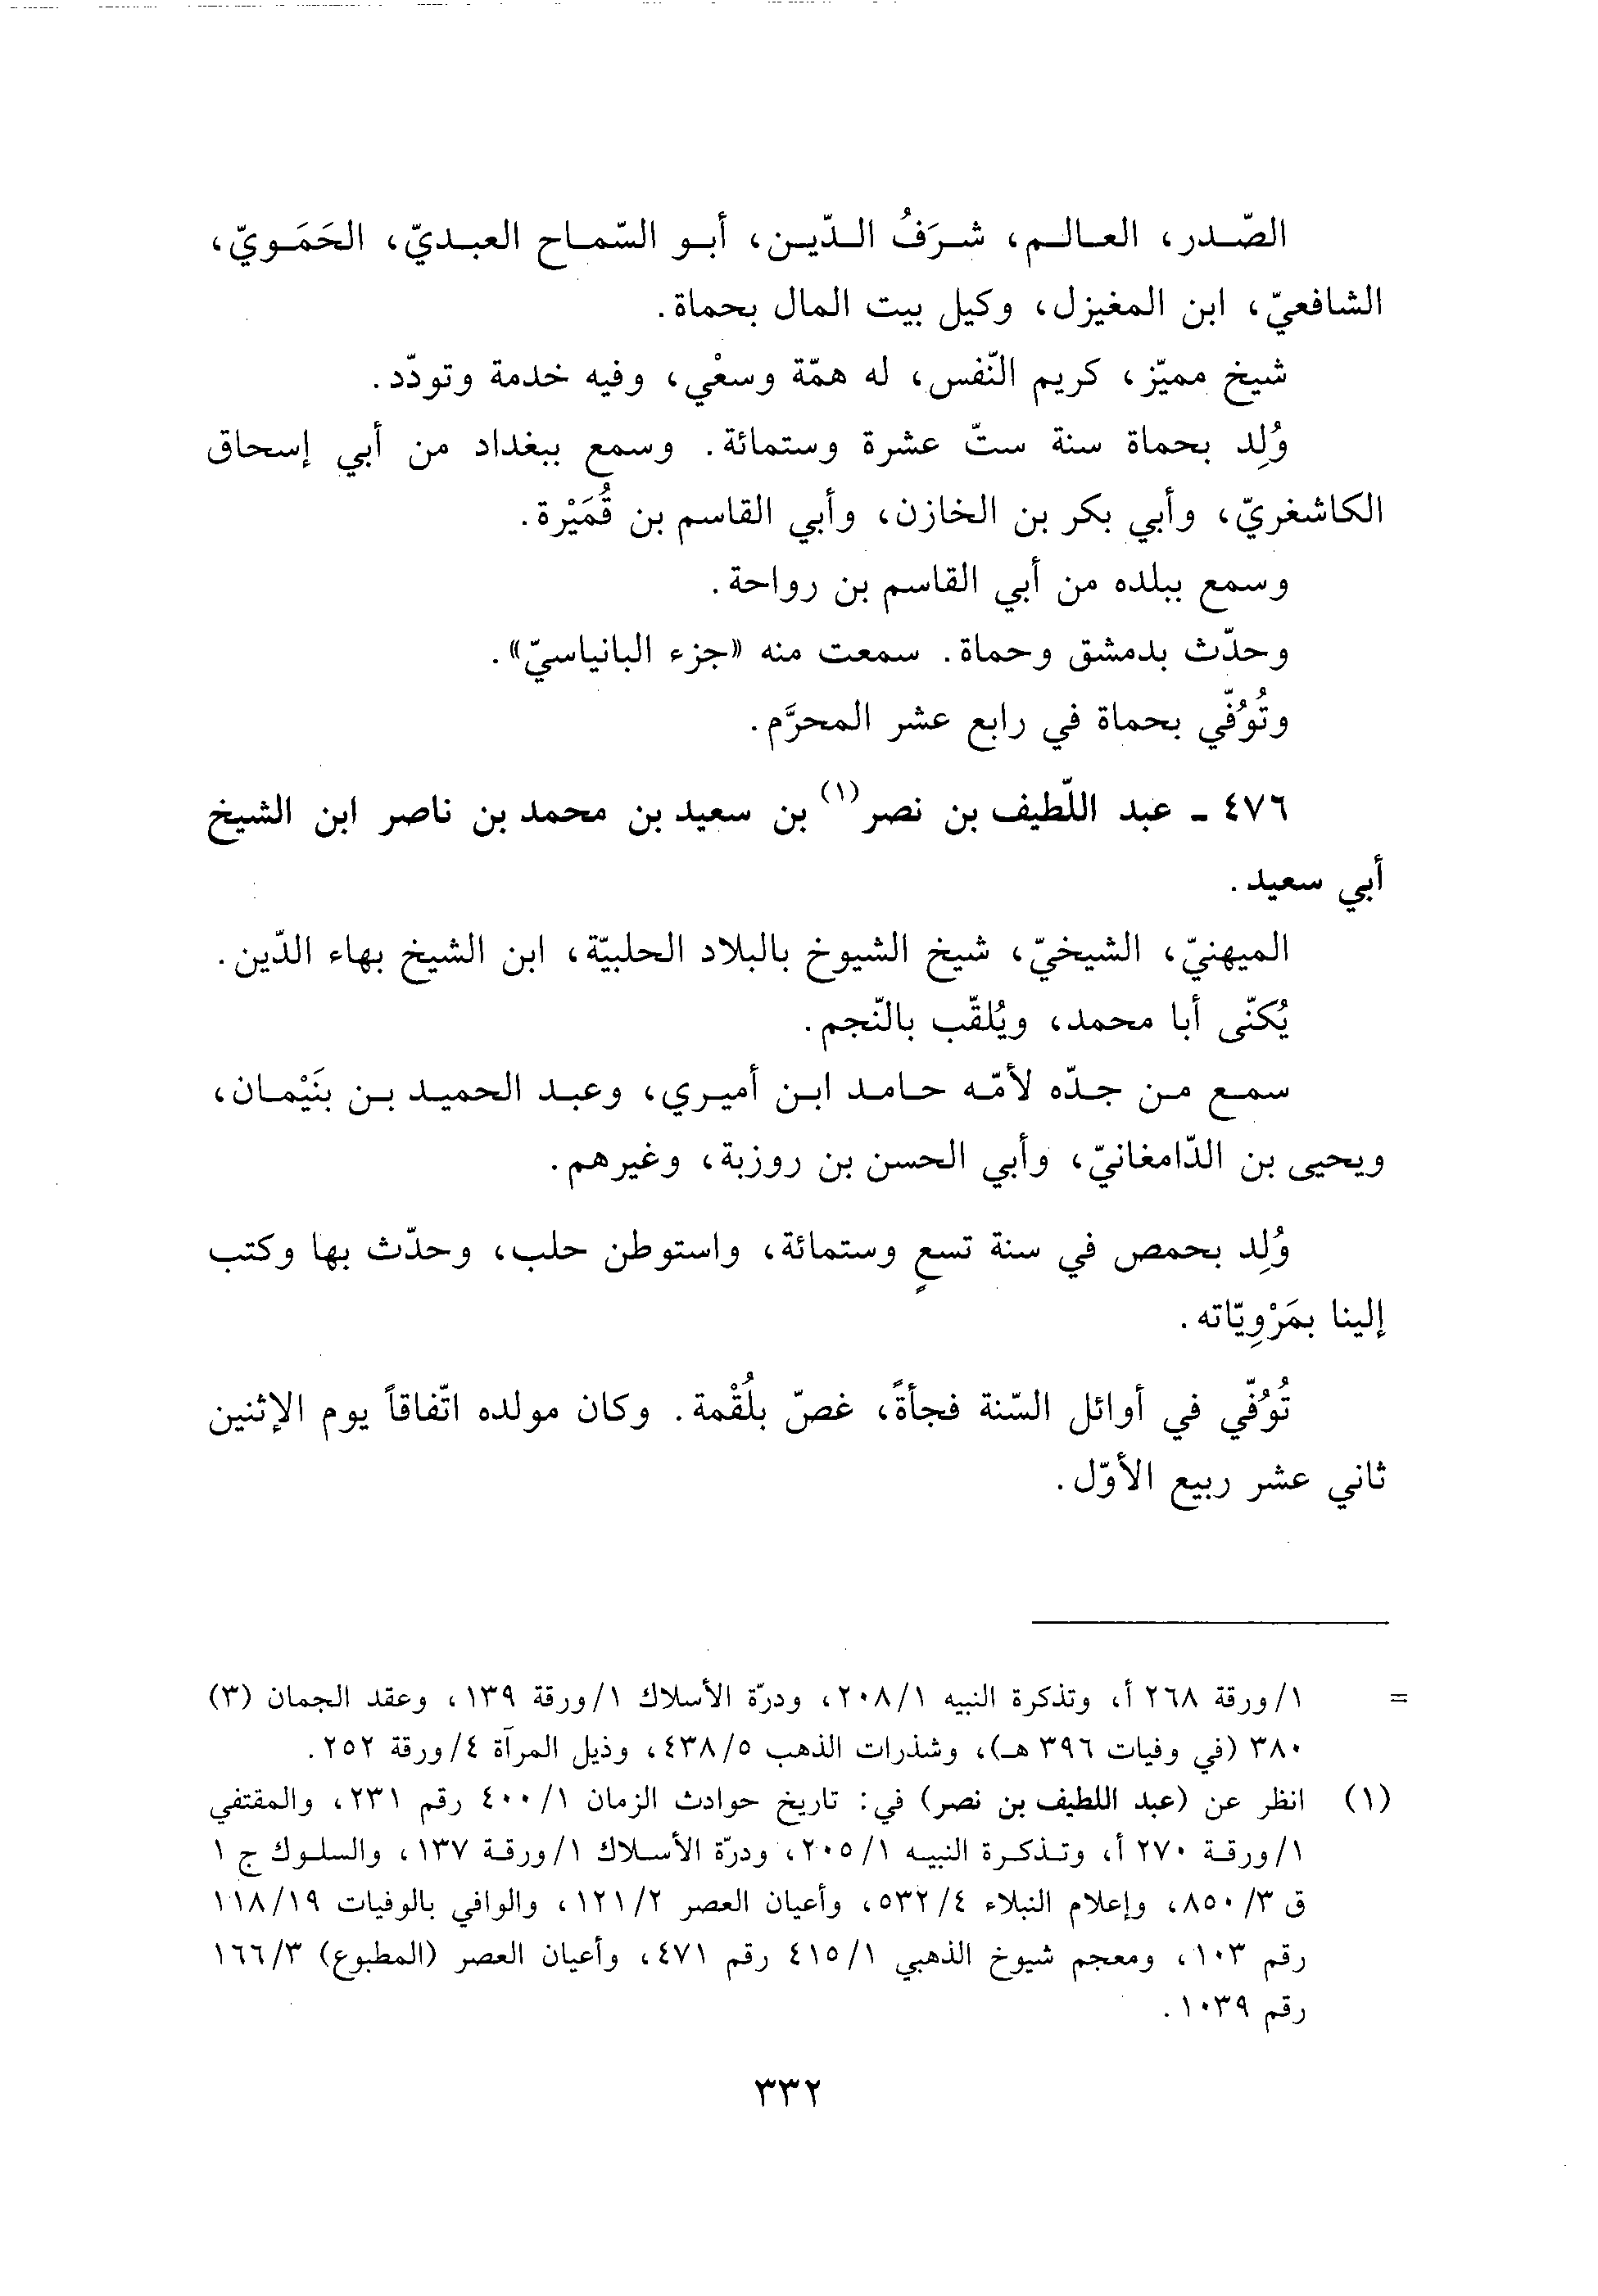 الصّدر، العالم، شرَفُ الدّين، أبو السّماح العبديّ، الحَمَويّ،
الشافعيّ، ابن المغيزل، وكيل بيت المال بحماة.
شيخ مميّز، كريم النّفس، له همّة وسعْي، وفيه خدمة وتودّد.
وُلِد بحماة سنة ستّ عشرة وستمائة. وسمع ببغداد من أبي إسحاق
الكاشغريّ، وأبي بكر بن الخازن، وأبي القاسم بن قُمَيْرة.
وسمع ببلده من أبي القاسم بن رواحة.
وحدّث بدمشق وحماة. سمعت منه «جزء البانياسيّ».
وتُوُفّي بحماة في رابع عشر المحرَّم.
٤٧٦ ـ عبد اللّطيف بن نصر(١) بن سعيد بن محمد بن ناصر ابن الشيخ
أبي سعيد.
الميهنيّ، الشيخيّ، شيخ الشيوخ بالبلاد الحلبيّة، ابن الشيخ بهاء الدّين.
يُكنّى أبا محمد، ويُلقّب بالنّجم.
سمع من جدّه لأمّه حامد ابن أميري، وعبد الحميد بن بنَيْمان،
ويحيى بن الدّامغانيّ، وأبي الحسن بن روزبة، وغيرهم.
وُلِد بحمص في سنة تسعٍ وستمائة، واستوطن حلب، وحدّث بها وكتب
إلينا بمَرْوِيّاته.
تُوُفّي في أوائل السّنة فجأةً، غصّ بلُقْمة. وكان مولده اتّفاقاً يوم الإثنين
ثاني عشر ربيع الأوّل.
= ١/ورقة ٢٦٨ أ، وتذكرة النبيه ٢٠٨/١، ودرّة الأسلاك ١/ورقة ١٣٩، وعقد الجمان (٣)
٣٨٠ (في وفيات ٣٩٦ هـ)، وشذرات الذهب ٤٣٨/٥، وذيل المرآة ٤/ورقة ٢٥٢.
(١) انظر عن (عبد اللطيف بن نصر) في: تاريخ حوادث الزمان ٤٠٠/١ رقم ٢٣١، والمقتفي
١/ورقة ٢٧٠ أ، وتذكرة النبيه ٢٠٥/١، ودرّة الأسلاك ١/ورقة ١٣٧، والسلوك ج ١
ق ٨٥٠/٣، وإعلام النبلاء ٥٣٢/٤، وأعيان العصر ١٢١/٢، والوافي بالوفيات ١١٨/١٩
رقم ١٠٣، ومعجم شيوخ الذهبي ٤١٥/١ رقم ٤٧١، وأعيان العصر (المطبوع) ١٦٦/٣
رقم ١٠٣٩.
٣٣٢